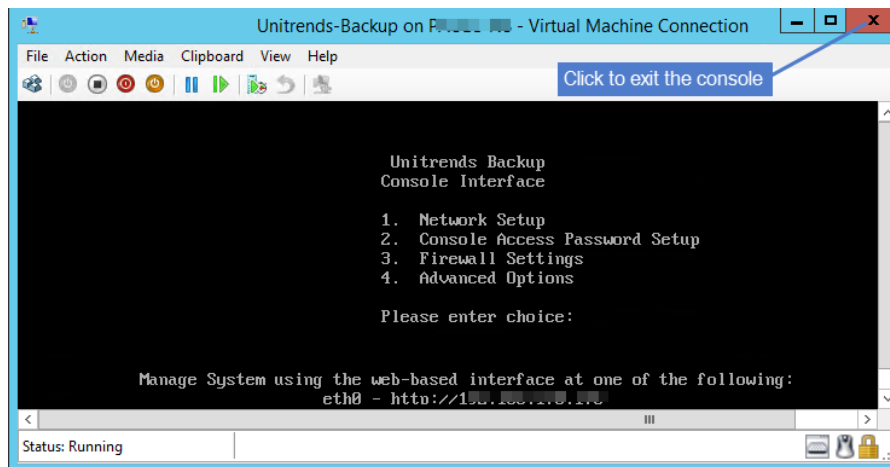 Unitrends-Backup on - Virtual Machine Connection
File Action Media Clipboard View Help
Click to exit the console
Unitrends Backup
Console Interface
1. Network Setup
2. Console Access Password Setup
3. Firewall Settings
4. Advanced Options
Please enter choice:
Manage System using the web-based interface at one of the following:
eth0 -
Status: Running